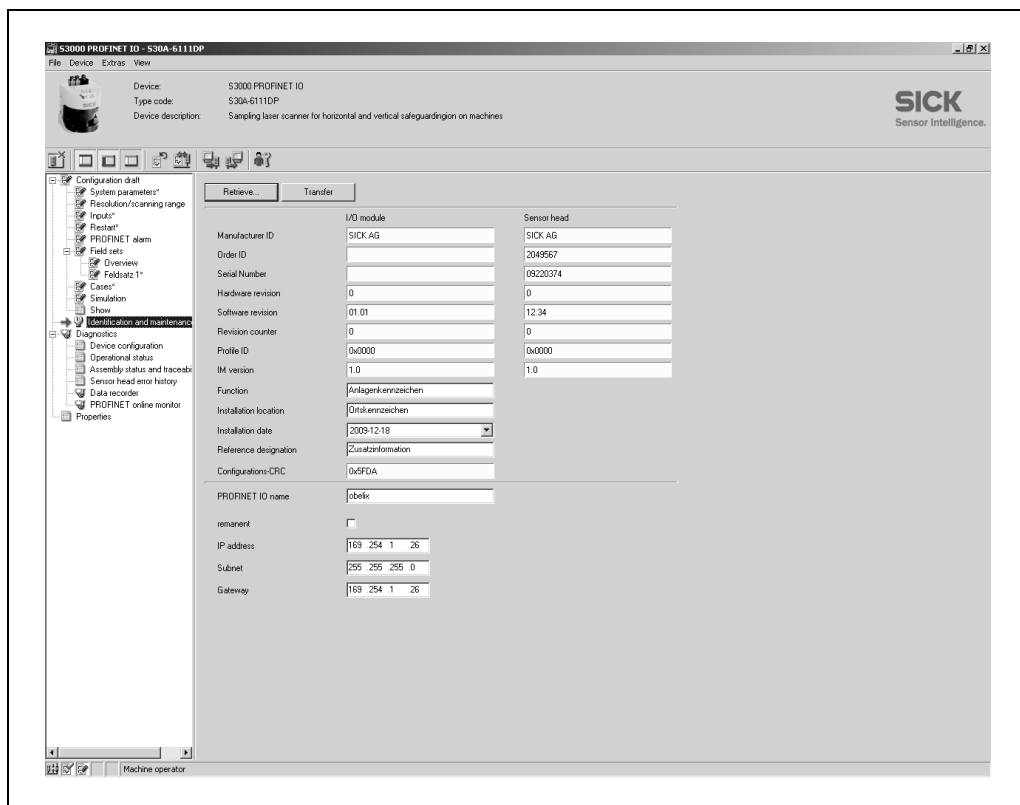 S3000 PROFINET IO - S30A-6111DP
File Device Extras View
Device: S3000 PROFINET IO
Type code: S30A-6111DP
Device description: Sampling laser scanner for horizontal and vertical safeguardingion on machines
SICK
SICK
Sensor Intelligence.
Configuration draft
System parameters*
Resolution/scanning range
Inputs*
Restart*
PROFINET alarm
Field sets
Overview
Feldsatz 1*
Cases*
Simulation
Show
Identification and maintenanc
Diagnostics
Device configuration
Operational status
Assembly status and traceabi
Sensor head error history
Data recorder
PROFINET online monitor
Properties
Retrieve... Transfer
I/O module Sensor head
Manufacturer ID SICK AG SICK AG
Order ID 2049567
Serial Number 09220374
Hardware revision 0 0
Software revision 01.01 12.34
Revision counter 0 0
Profile ID 0x0000 0x0000
IM version 1.0 1.0
Function Anlagenkennzeichen
Installation location Ortskennzeichen
Installation date 2009-12-18
Reference designation Zusatzinformation
Configurations-CRC 0x5FDA
PROFINET IO name obelix
remanent
IP address 169 .254 .1 .26
Subnet 255 .255 .255 .0
Gateway 169 .254 .1 .26
Machine operator